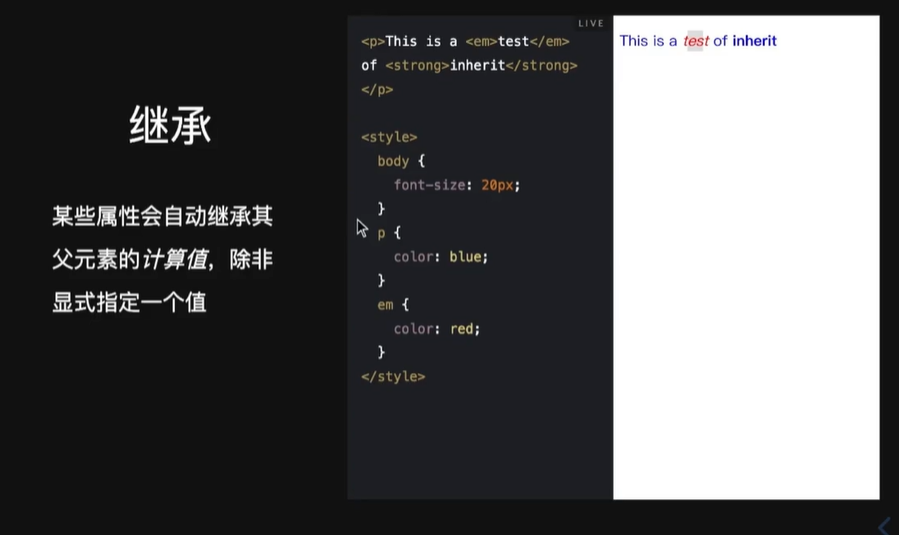 继承
某些属性会自动继承其
父元素的计算值，除非
显式指定一个值
LIVE
<p>This is a <em>test</em>
of <strong>inherit</strong>
</p>
<style>
body {
font-size: 20px;
}
p {
color: blue;
}
em {
color: red;
}
</style>
This is a test of inherit